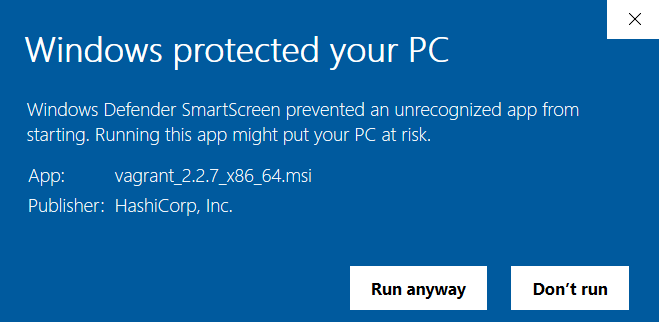 Windows protected your PC
Windows Defender SmartScreen prevented an unrecognized app from
starting. Running this app might put your PC at risk.
App: vagrant_2.2.7_x86_64.msi
Publisher: HashiCorp, Inc.
Run anyway Don’t run